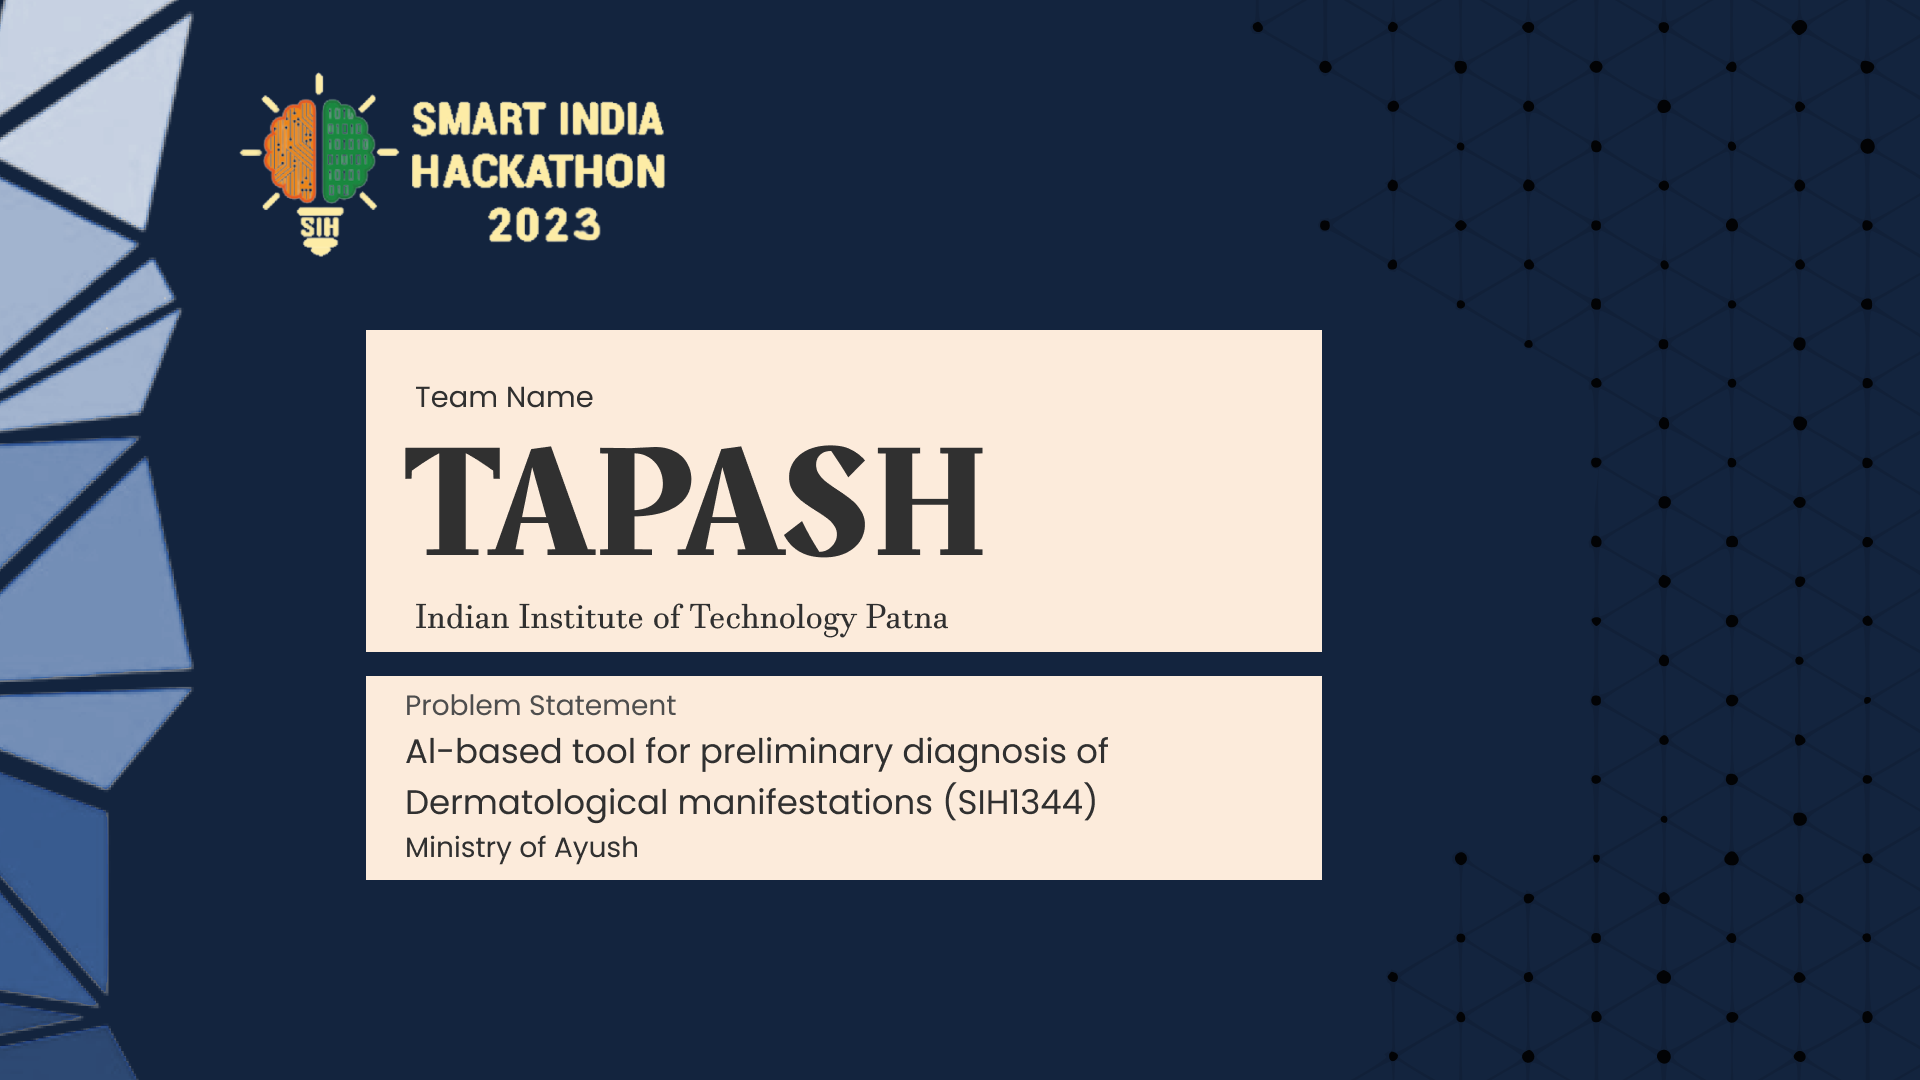 SMART INDIA
HACKATHON
2023
SIH
Team Name
TAPASH
Indian Institute of Technology Patna
Problem Statement
AI-based tool for preliminary diagnosis of
Dermatological manifestations (SIH1344)
Ministry of Ayush